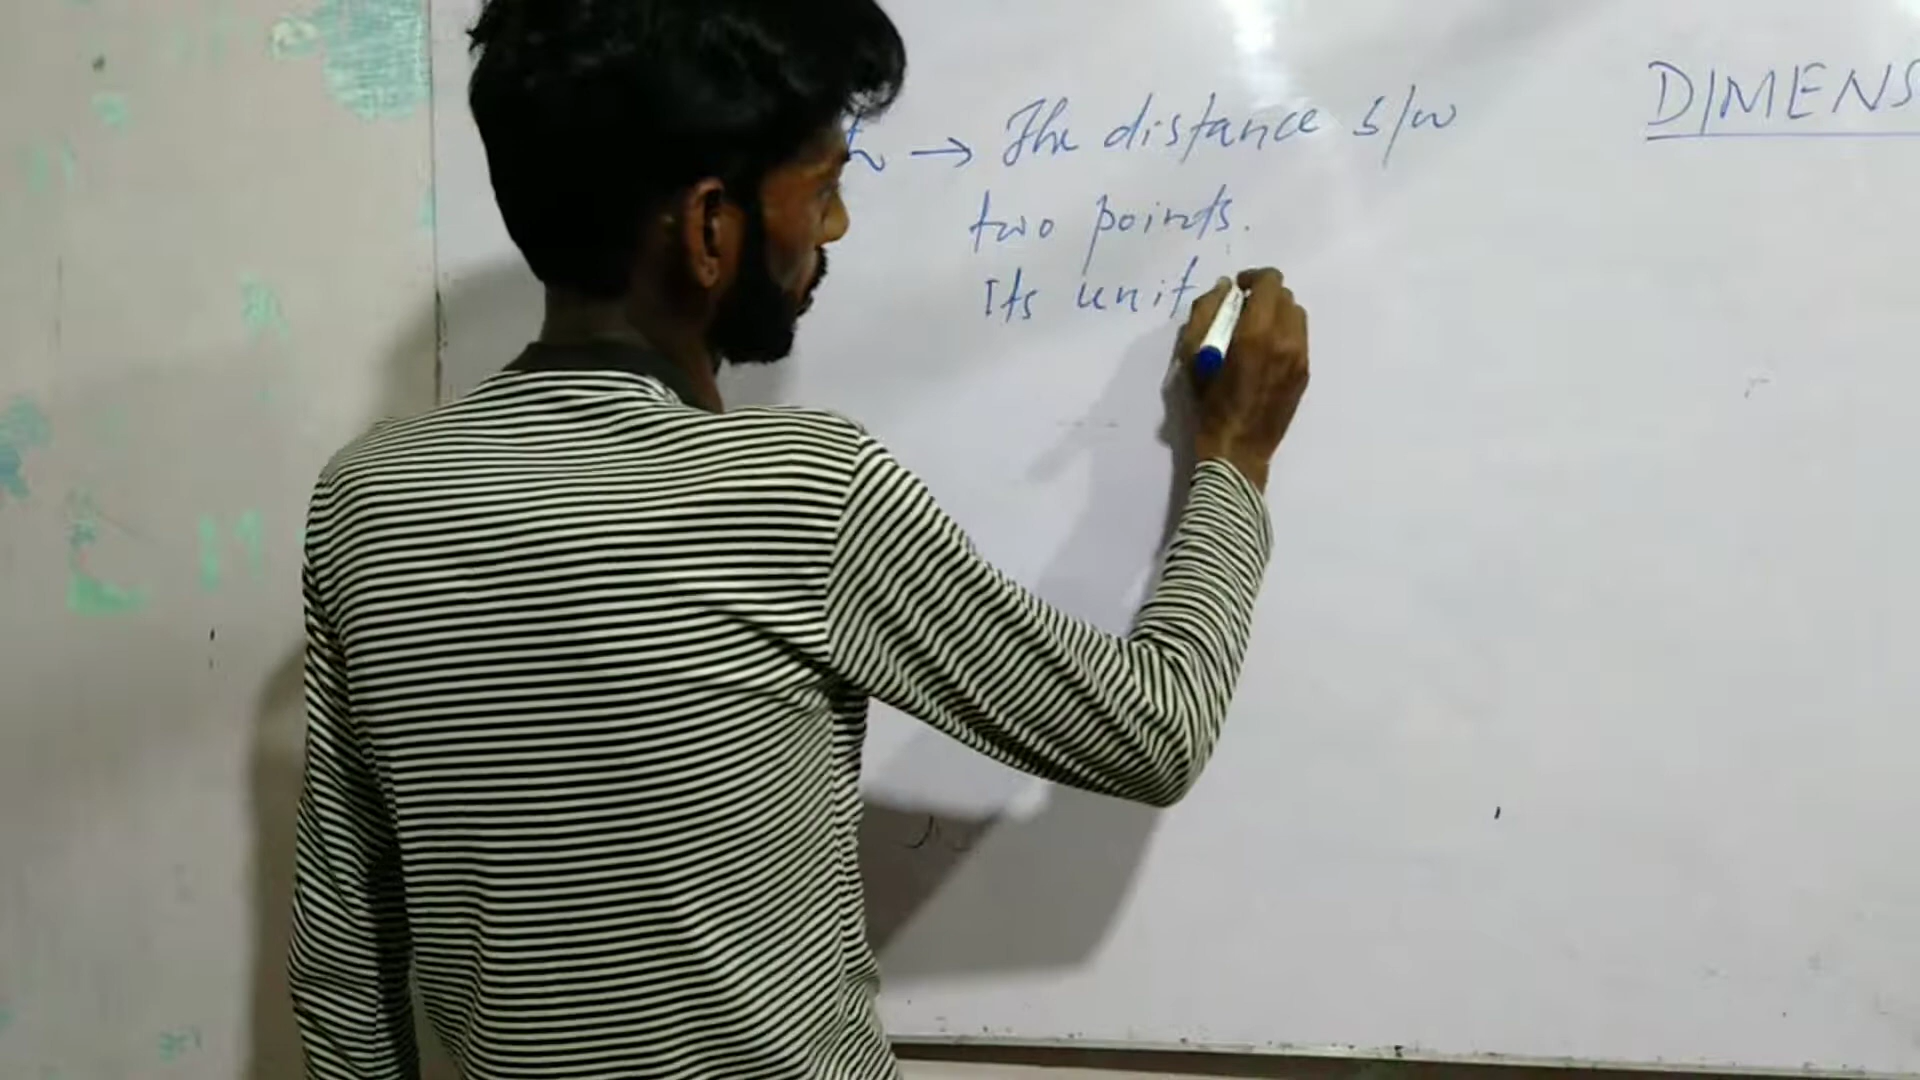 → The distance b/w
two points.
Its unit
DIMENS